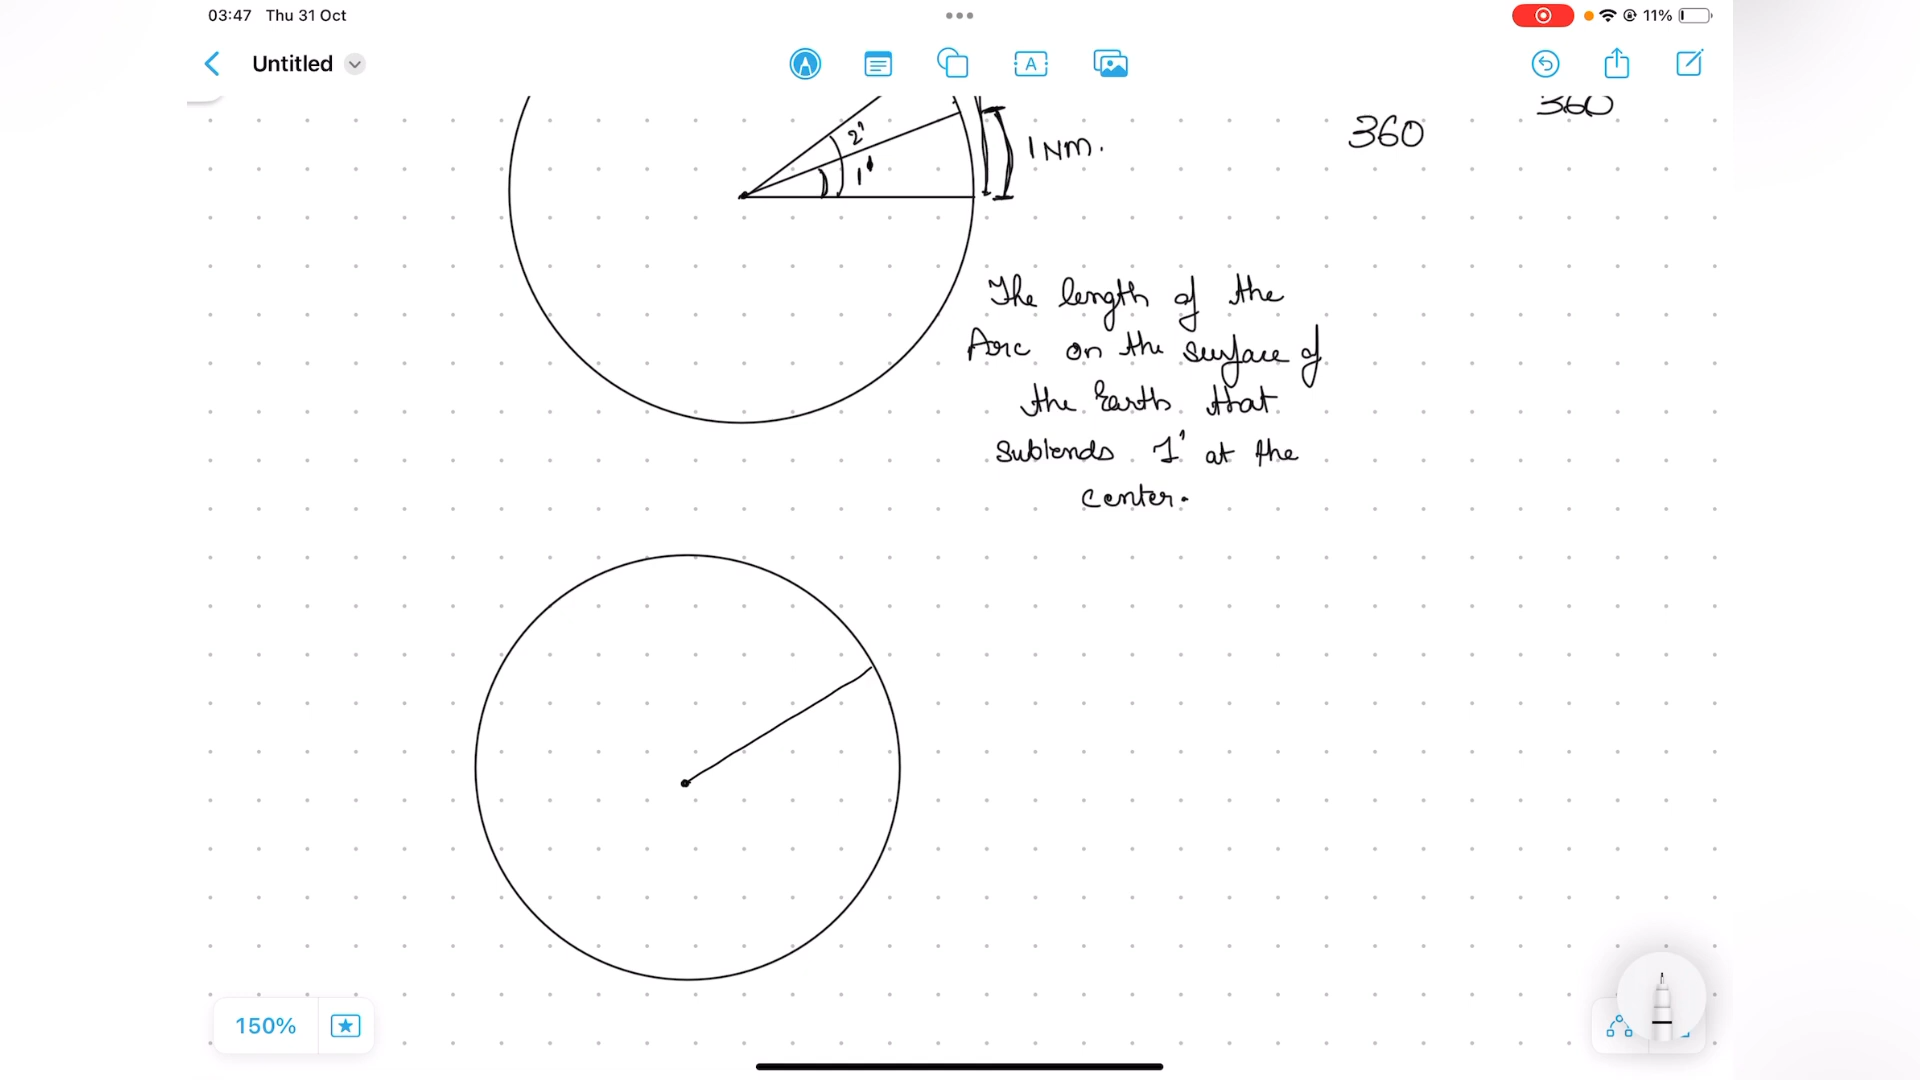 03:47 Thu 31 Oct
11%
Untitled
A
360
360
2'
1'
1 NM.
The length of the
Arc on the surface of
the Earth that
Subtends 1' at the
center.
150%